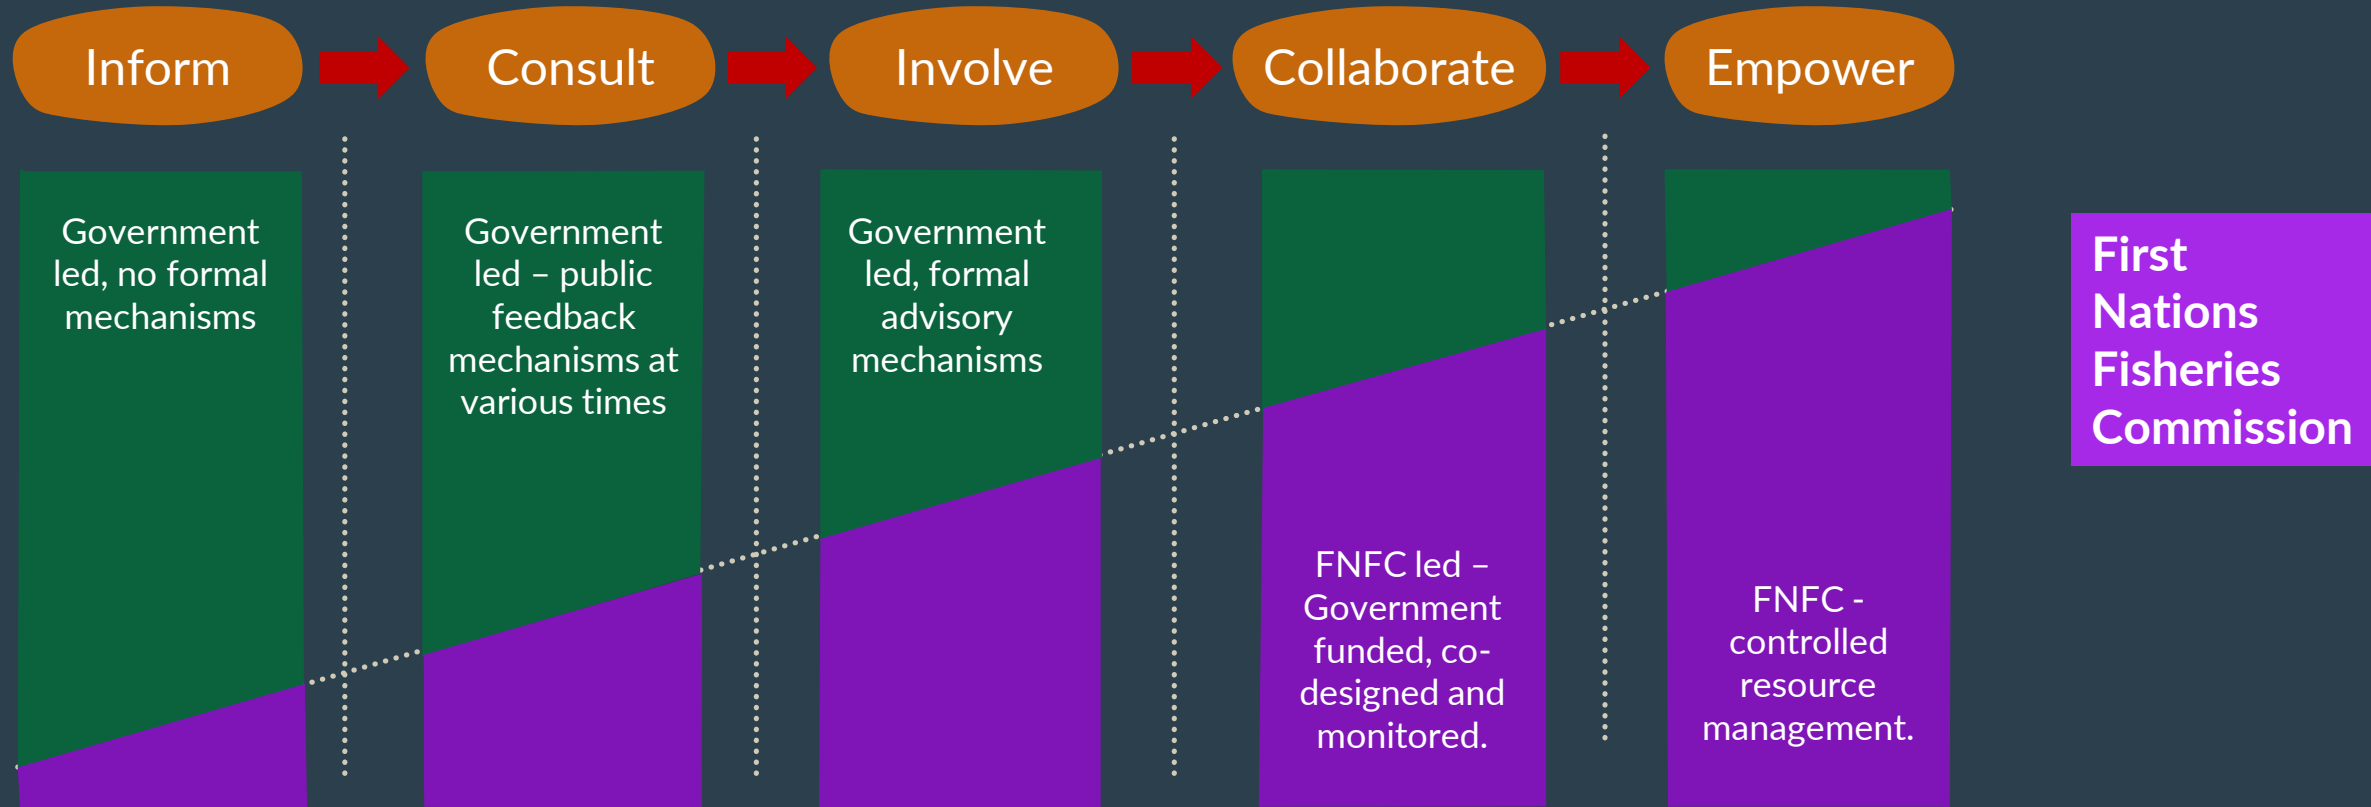 Inform
Consult
Involve
Collaborate
Empower
Government
led, no formal
mechanisms
Government
led – public
feedback
mechanisms at
various times
Government
led, formal
advisory
mechanisms
FNFC led –
Government
funded, co-
designed and
monitored.
FNFC -
controlled
resource
management.
First
Nations
Fisheries
Commission